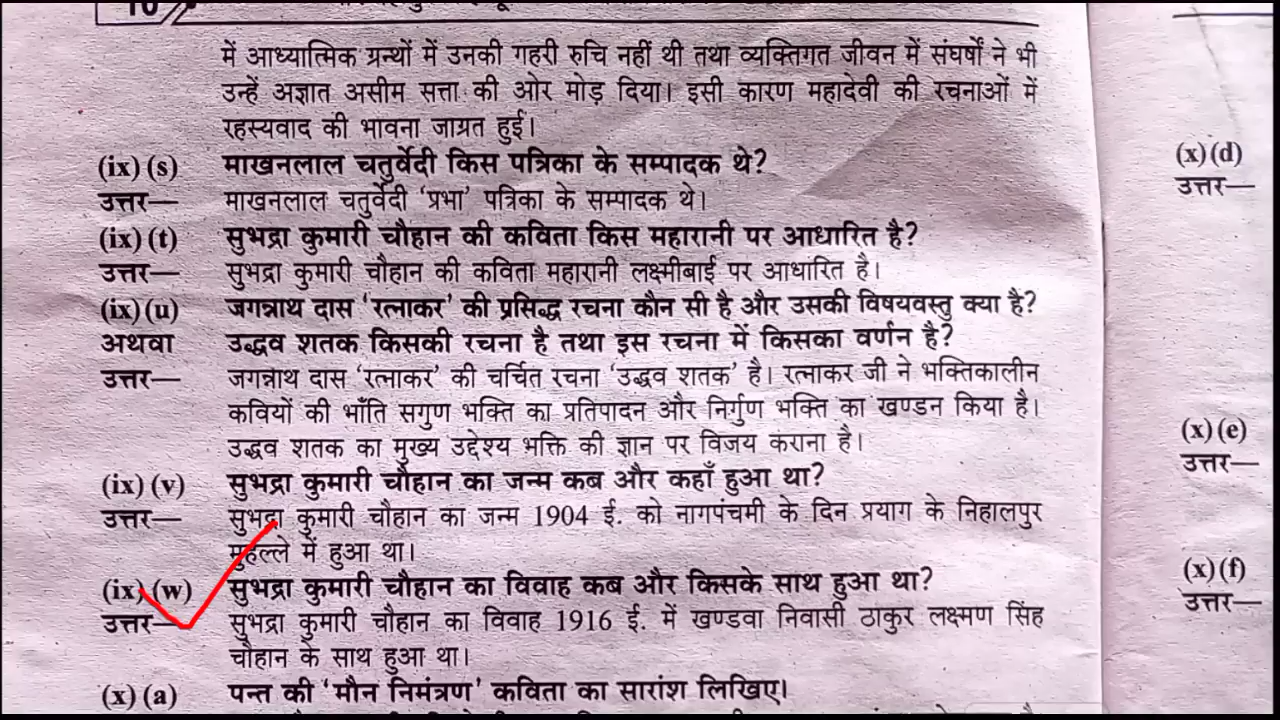 10
में आध्यात्मिक ग्रन्थों में उनकी गहरी रुचि नहीं थी तथा व्यक्तिगत जीवन में संघर्षों ने भी
उन्हें अज्ञात असीम सत्ता की ओर मोड़ दिया। इसी कारण महादेवी की रचनाओं में
रहस्यवाद की भावना जाग्रत हुई।
(ix) (s) माखनलाल चतुर्वेदी किस पत्रिका के सम्पादक थे?
उत्तर— माखनलाल चतुर्वेदी ‘प्रभा’ पत्रिका के सम्पादक थे।
(ix) (t) सुभद्रा कुमारी चौहान की कविता किस महारानी पर आधारित है?
उत्तर— सुभद्रा कुमारी चौहान की कविता महारानी लक्ष्मीबाई पर आधारित है।
(ix) (u) जगन्नाथ दास ‘रत्नाकर’ की प्रसिद्ध रचना कौन सी है और उसकी विषयवस्तु क्या है?
अथवा उद्धव शतक किसकी रचना है तथा इस रचना में किसका वर्णन है?
उत्तर— जगन्नाथ दास ‘रत्नाकर’ की चर्चित रचना ‘उद्धव शतक’ है। रत्नाकर जी ने भक्तिकालीन
कवियों की भाँति सगुण भक्ति का प्रतिपादन और निर्गुण भक्ति का खण्डन किया है।
उद्धव शतक का मुख्य उद्देश्य भक्ति की ज्ञान पर विजय कराना है।
(ix) (v) सुभद्रा कुमारी चौहान का जन्म कब और कहाँ हुआ था?
उत्तर— सुभद्रा कुमारी चौहान का जन्म 1904 ई. को नागपंचमी के दिन प्रयाग के निहालपुर
मुहल्ले में हुआ था।
(ix) (w) सुभद्रा कुमारी चौहान का विवाह कब और किसके साथ हुआ था?
उत्तर— सुभद्रा कुमारी चौहान का विवाह 1916 ई. में खण्डवा निवासी ठाकुर लक्ष्मण सिंह
चौहान के साथ हुआ था।
(x) (a) पन्त की ‘मौन निमंत्रण’ कविता का सारांश लिखिए।
(x) (d)
उत्तर—
(x) (e)
उत्तर—
(x) (f)
उत्तर—